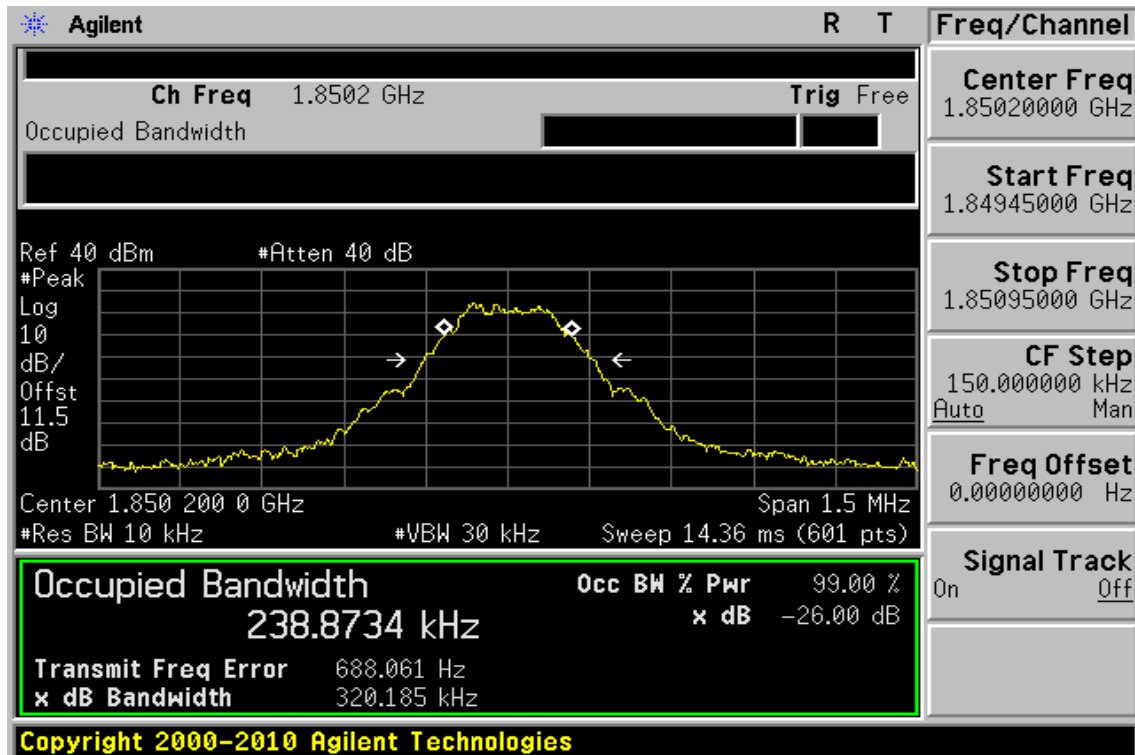 Agilent R T Freq/Channel
Ch Freq 1.8502 GHz Trig Free
Occupied Bandwidth
Center Freq
1.85020000 GHz
Start Freq
1.84945000 GHz
Stop Freq
1.85095000 GHz
CF Step
150.000000 kHz
Auto Man
Freq Offset
0.00000000 Hz
Signal Track
On Off
Ref 40 dBm #Atten 40 dB
#Peak
Log
10
dB/
Offst
11.5
dB
Center 1.850 200 0 GHz Span 1.5 MHz
#Res BW 10 kHz #VBW 30 kHz Sweep 14.36 ms (601 pts)
Occupied Bandwidth
238.8734 kHz
Occ BW % Pwr 99.00 %
x dB -26.00 dB
Transmit Freq Error 688.061 Hz
x dB Bandwidth 320.185 kHz
Copyright 2000-2010 Agilent Technologies